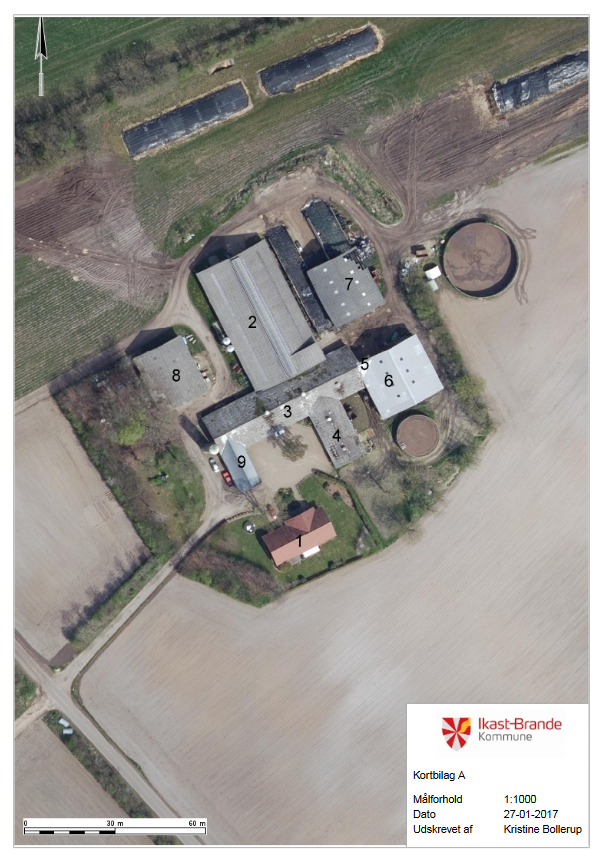 7
2
5
8
6
3
4
9
1
Ikast-Brande
Kommune
Kortbilag A
Målforhold 1:1000
Dato 27-01-2017
Udskrevet af Kristine Bollerup
0 30 m 60 m